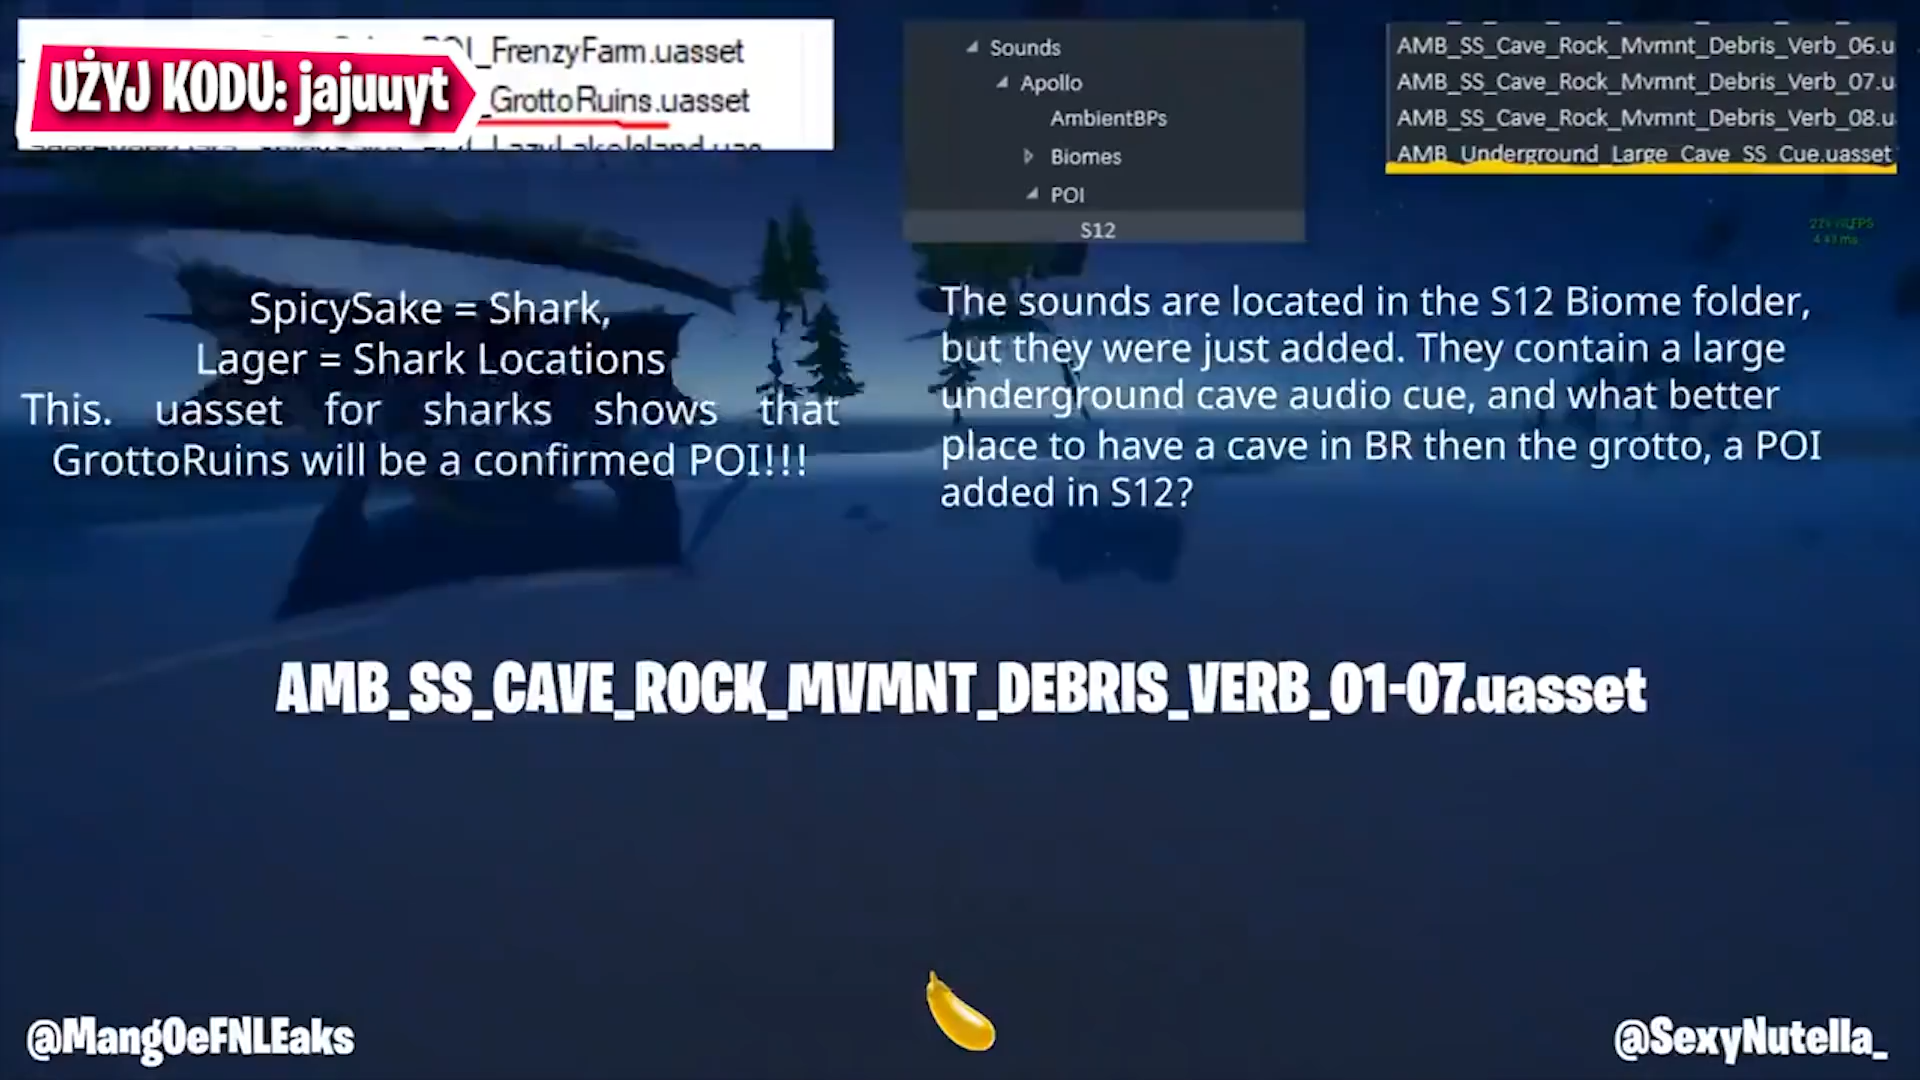 _FrenzyFarm.uasset
UŻYJ KODU: jajuuyt
_GrottoRuins.uasset
Sounds
Apollo
AmbientBPs
Biomes
POI
S12
AMB_SS_Cave_Rock_Mvmnt_Debris_Verb_06.u
AMB_SS_Cave_Rock_Mvmnt_Debris_Verb_07.u
AMB_SS_Cave_Rock_Mvmnt_Debris_Verb_08.u
AMB_Underground_Large_Cave_SS_Cue.uasset
SpicySake = Shark,
Lager = Shark Locations
This. uasset for sharks shows that
GrottoRuins will be a confirmed POI!!!
The sounds are located in the S12 Biome folder,
but they were just added. They contain a large
underground cave audio cue, and what better
place to have a cave in BR then the grotto, a POI
added in S12?
AMB_SS_CAVE_ROCK_MVMNT_DEBRIS_VERB_01-07.uasset
@Mang0eFNLEaks
@SexyNutella_